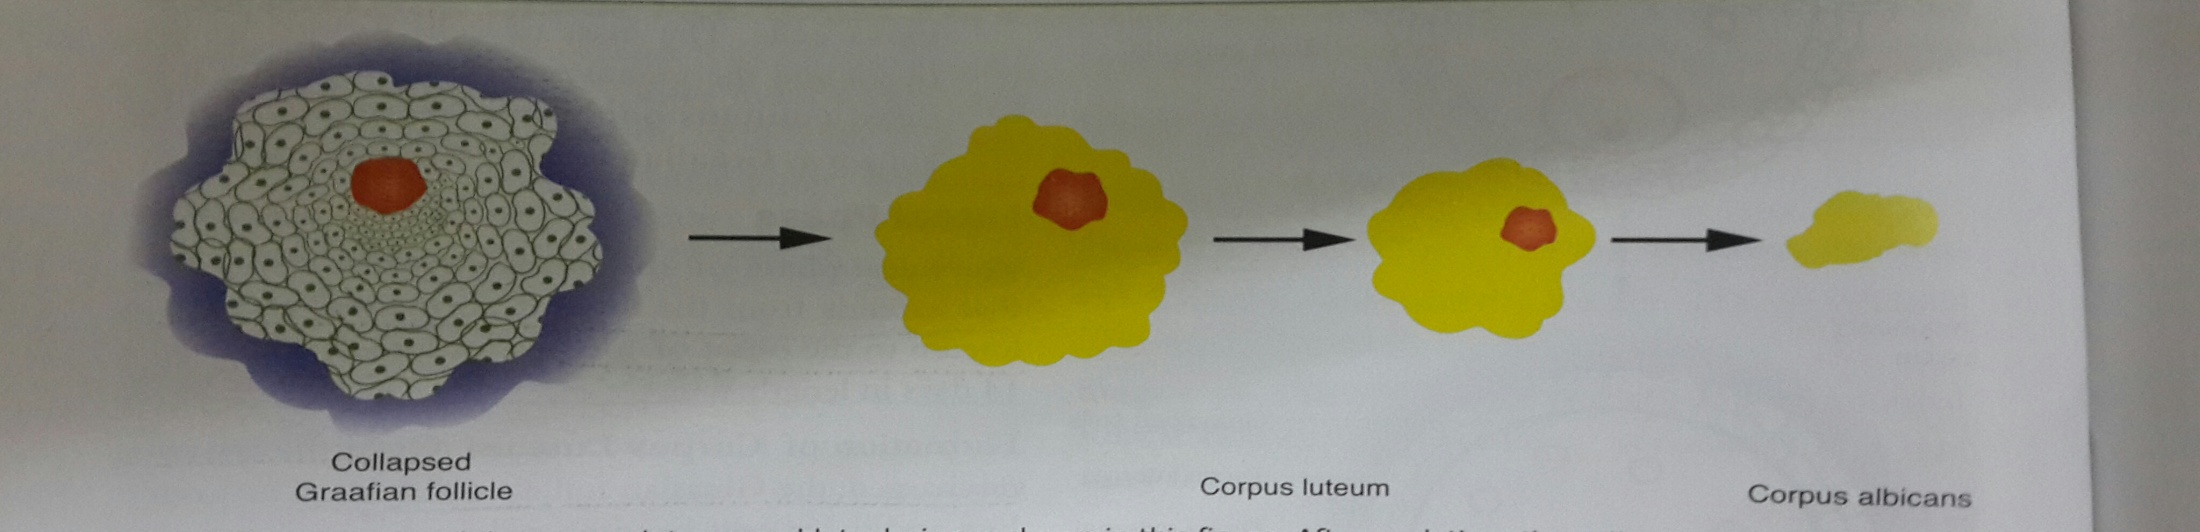 Collapsed
Graafian follicle
Corpus luteum
Corpus albicans